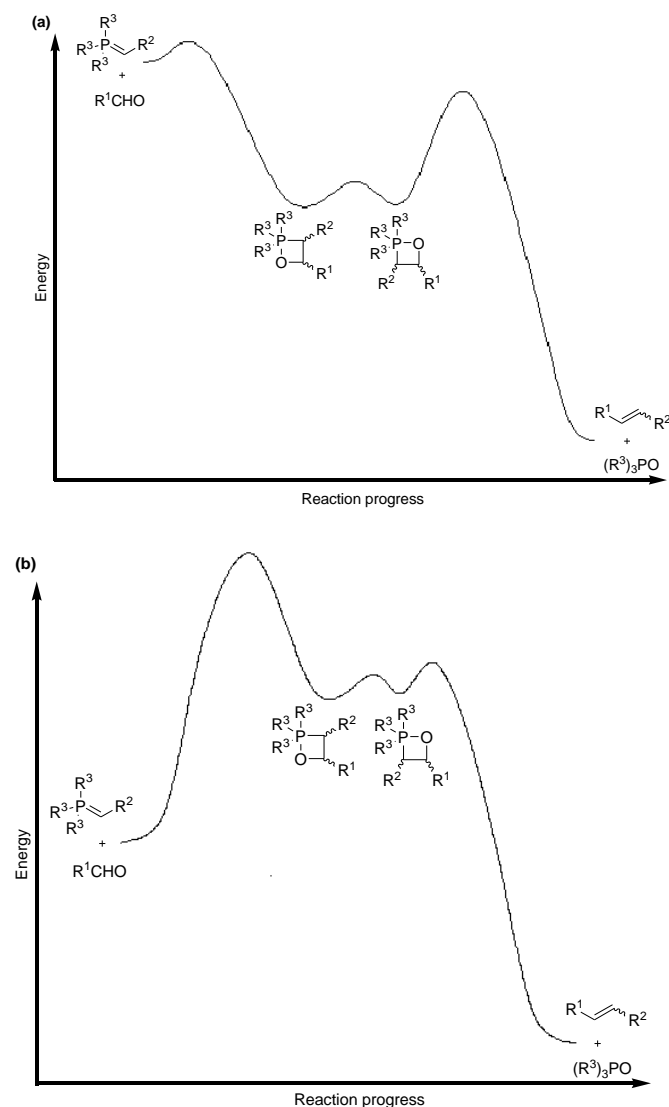 (a)
R³
R³ P R²
R³
+
R¹CHO
R³
R³ R²
P
R³
O R¹
R³
R³
P O
R³
R² R¹
R¹
R²
+
(R³)₃PO
Energy
Reaction progress
(b)
R³
R³ P R²
R³
+
R¹CHO
R³
R³ R²
P
R³
O R¹
R³
R³
P O
R³
R² R¹
R¹
R²
+
(R³)₃PO
Energy
Reaction progress